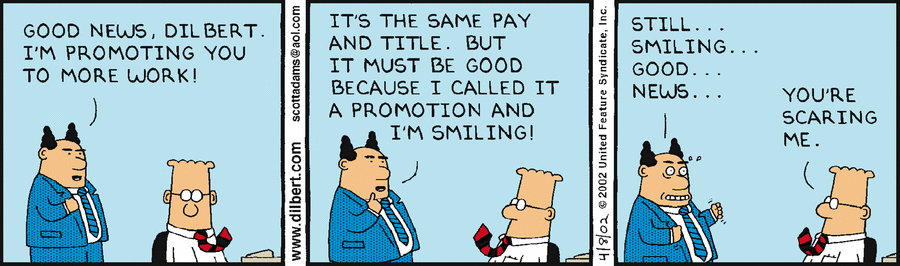 GOOD NEWS, DILBERT.
I'M PROMOTING YOU
TO MORE WORK!
www.dilbert.com scottadams@aol.com
IT'S THE SAME PAY
AND TITLE. BUT
IT MUST BE GOOD
BECAUSE I CALLED IT
A PROMOTION AND
I'M SMILING!
4/8/02 © 2002 United Feature Syndicate, Inc.
STILL...
SMILING...
GOOD...
NEWS...
YOU'RE
SCARING
ME.